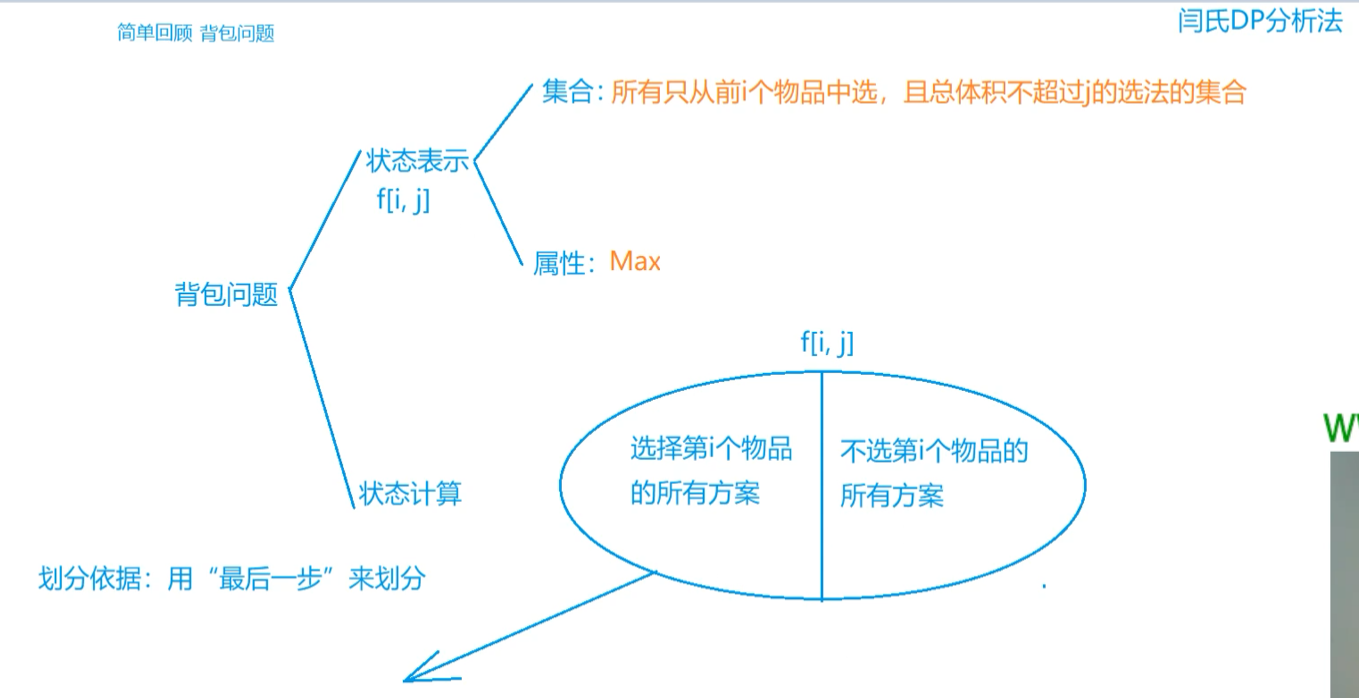 简单回顾 背包问题
闫氏DP分析法
集合：所有只从前i个物品中选，且总体积不超过j的选法的集合
状态表示
f[i, j]
属性：Max
背包问题
f[i, j]
选择第i个物品
的所有方案
不选第i个物品的
所有方案
状态计算
划分依据：用“最后一步”来划分